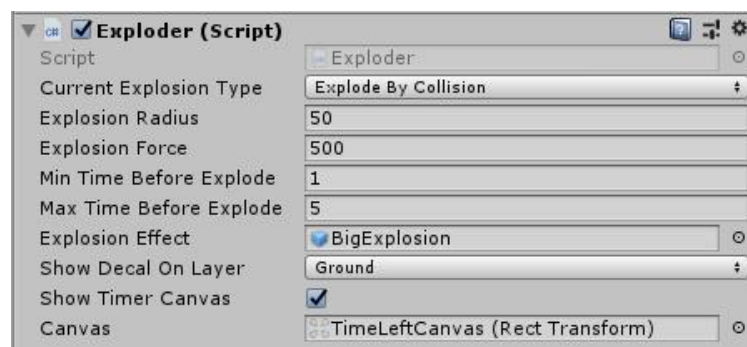 Exploder (Script)
Script Exploder
Current Explosion Type Explode By Collision
Explosion Radius 50
Explosion Force 500
Min Time Before Explode 1
Max Time Before Explode 5
Explosion Effect BigExplosion
Show Decal On Layer Ground
Show Timer Canvas
Canvas TimeLeftCanvas (Rect Transform)